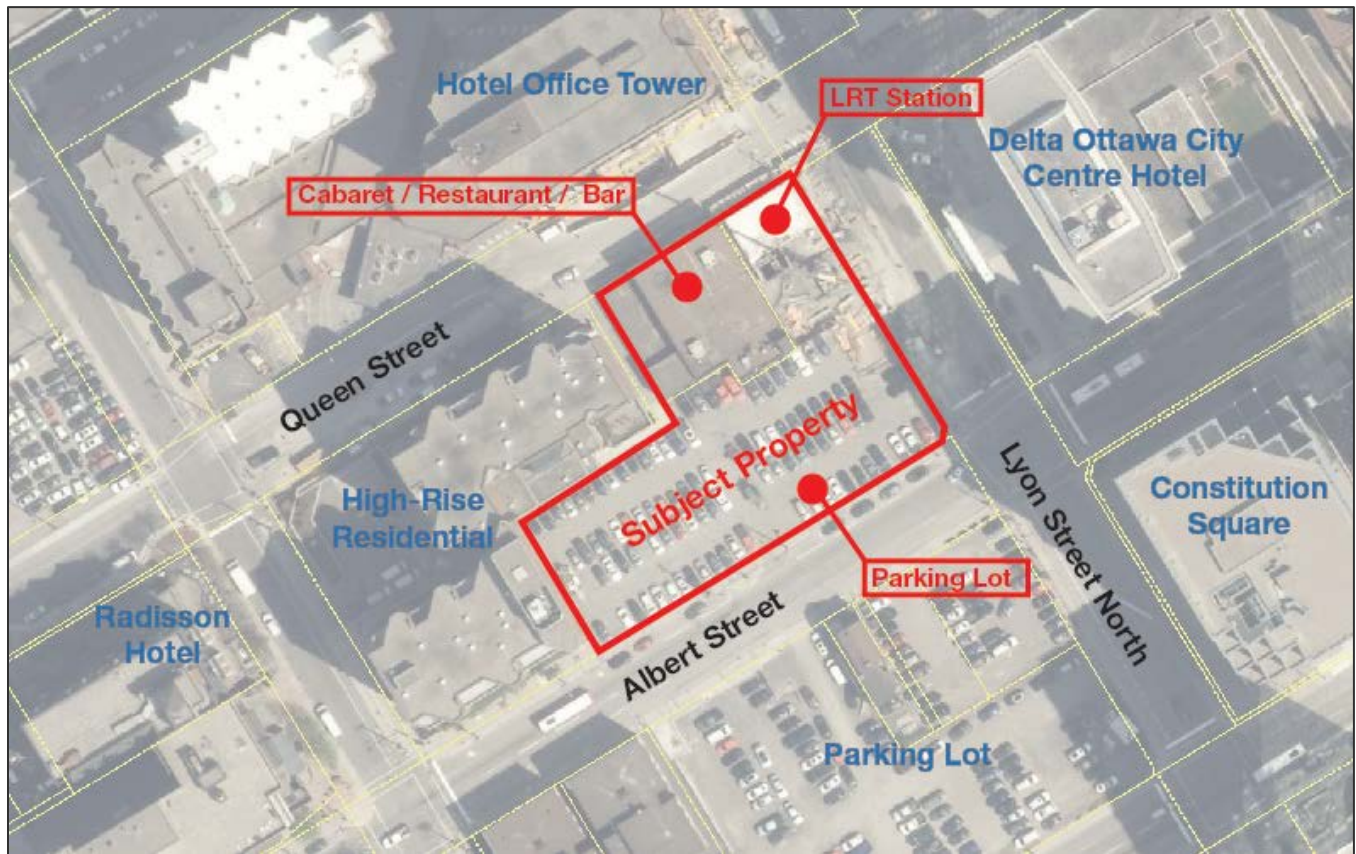 Hotel Office Tower
LRT Station
Delta Ottawa City
Centre Hotel
Cabaret / Restaurant / Bar
Queen Street
Subject Property
High-Rise
Residential
Lyon Street North
Constitution
Square
Parking Lot
Radisson
Hotel
Albert Street
Parking Lot